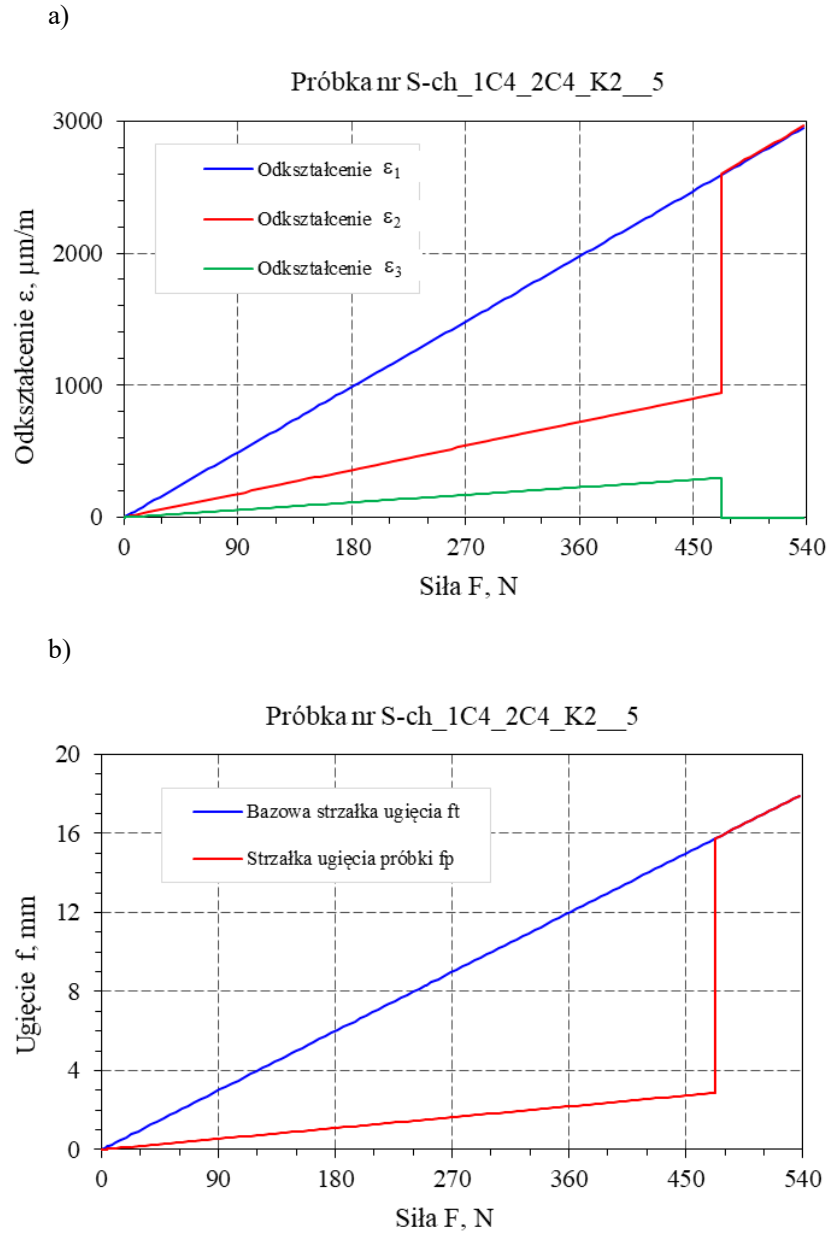 a)
Próbka nr S-ch_1C4_2C4_K2__5
3000
2000
1000
0
Odkształcenie ε, µm/m
Odkształcenie ε1
Odkształcenie ε2
Odkształcenie ε3
0 90 180 270 360 450 540
Siła F, N
b)
Próbka nr S-ch_1C4_2C4_K2__5
20
16
12
8
4
0
Ugięcie f, mm
Bazowa strzałka ugięcia ft
Strzałka ugięcia próbki fp
0 90 180 270 360 450 540
Siła F, N